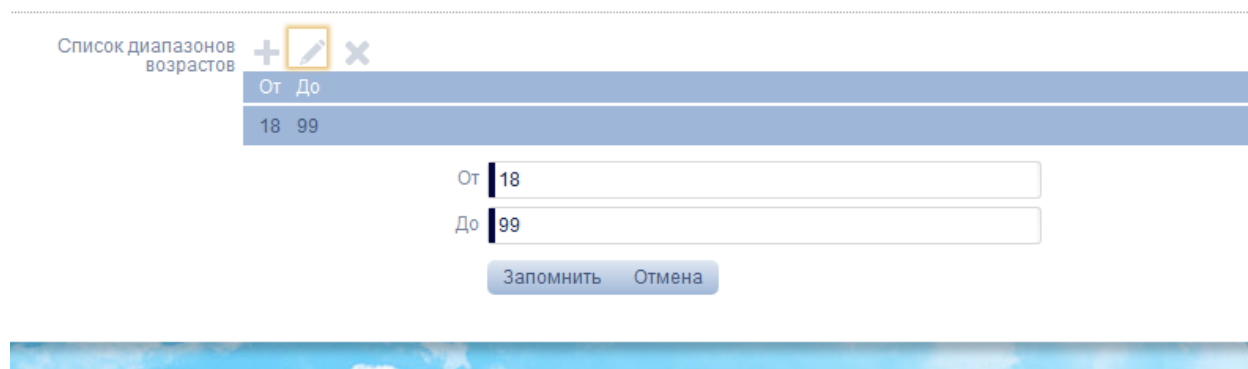 Список диапазонов
возрастов
От До
18 99
От 18
До 99
Запомнить Отмена